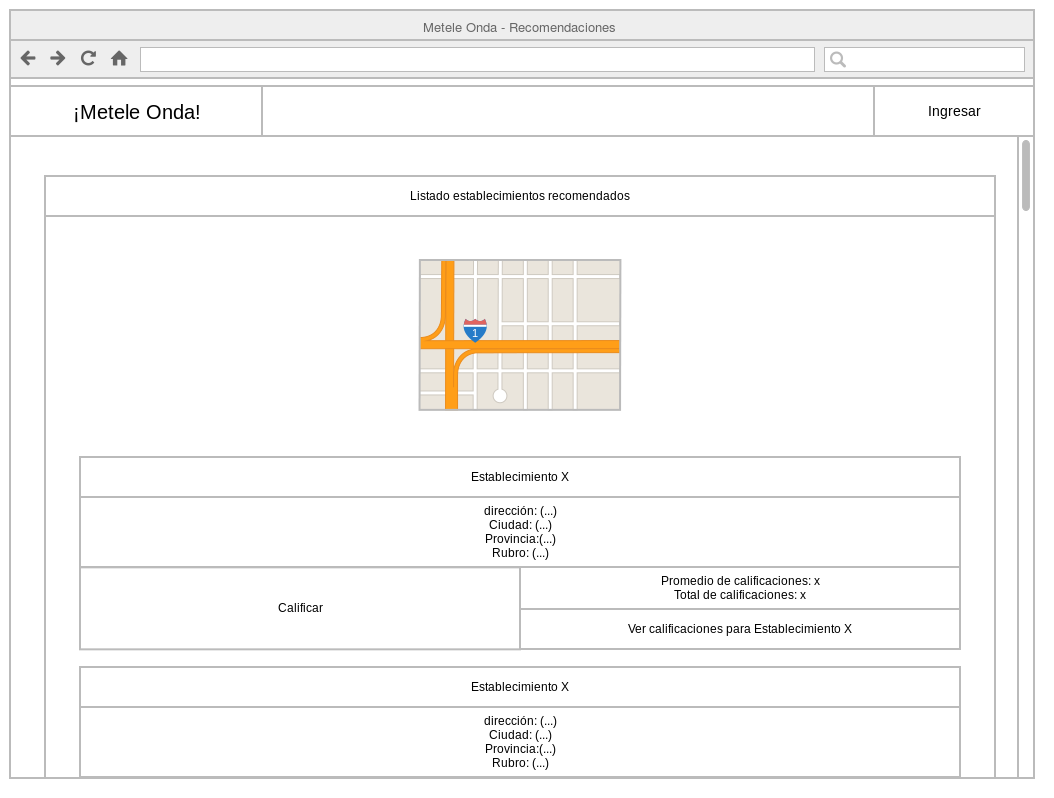 Metele Onda - Recomendaciones
¡Metele Onda!
Ingresar
Listado establecimientos recomendados
1
Establecimiento X
dirección: (...)
Ciudad: (...)
Provincia:(...)
Rubro: (...)
Calificar
Promedio de calificaciones: x
Total de calificaciones: x
Ver calificaciones para Establecimiento X
Establecimiento X
dirección: (...)
Ciudad: (...)
Provincia:(...)
Rubro: (...)